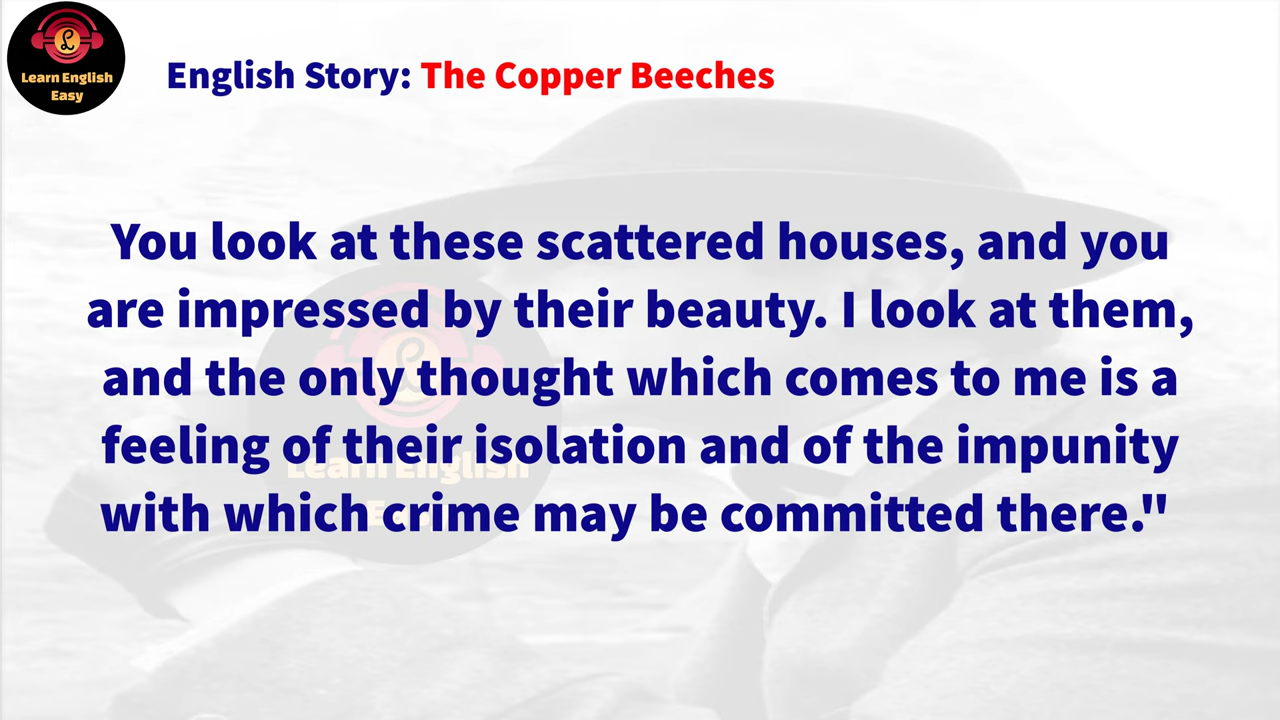 Learn English
Easy
English Story: The Copper Beeches
You look at these scattered houses, and you
are impressed by their beauty. I look at them,
and the only thought which comes to me is a
feeling of their isolation and of the impunity
Learn English
with which crime may be committed there."